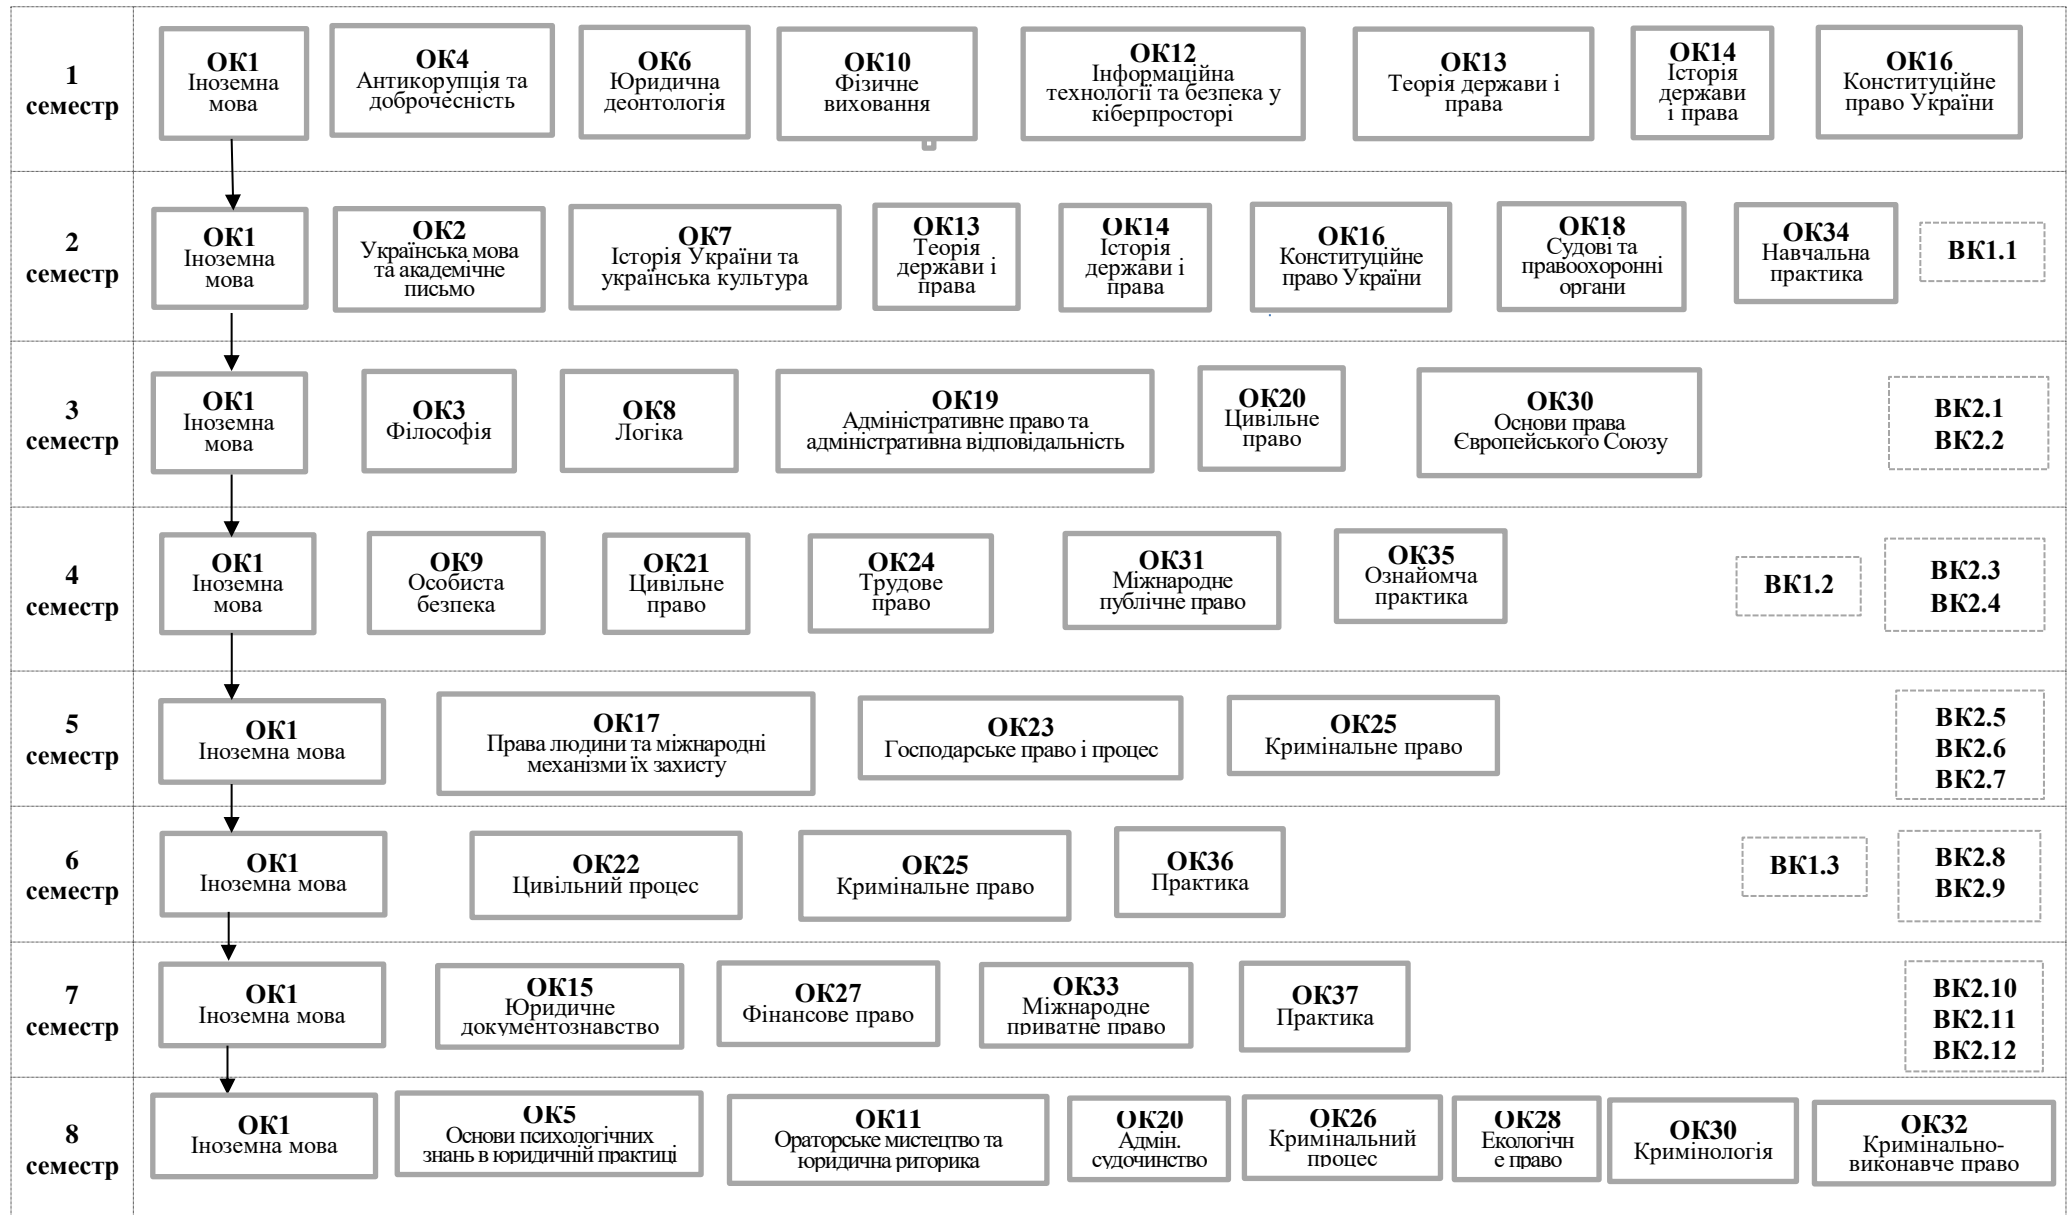 1
семестр
ОК1
Іноземна
мова
ОК4
Антикорупція та
доброчесність
ОК6
Юридична
деонтологія
ОК10
Фізичне
виховання
ОК12
Інформаційна
технології та безпека у
кіберпросторі
ОК13
Теорія держави і
права
ОК14
Історія
держави
і права
ОК16
Конституційне
право України
2
семестр
ОК1
Іноземна
мова
ОК2
Українська мова
та академічне
письмо
ОК7
Історія України та
українська культура
ОК13
Теорія
держави і
права
ОК14
Історія
держави і
права
ОК16
Конституційне
право України
ОК18
Судові та
правоохоронні
органи
ОК34
Навчальна
практика
ВК1.1
3
семестр
ОК1
Іноземна
мова
ОК3
Філософія
ОК8
Логіка
ОК19
Адміністративне право та
адміністративна відповідальність
ОК20
Цивільне
право
ОК30
Основи права
Європейського Союзу
ВК2.1
ВК2.2
4
семестр
ОК1
Іноземна
мова
ОК9
Особиста
безпека
ОК21
Цивільне
право
ОК24
Трудове
право
ОК31
Міжнародне
публічне право
ОК35
Ознайомча
практика
ВК1.2
ВК2.3
ВК2.4
5
семестр
ОК1
Іноземна мова
ОК17
Права людини та міжнародні
механізми їх захисту
ОК23
Господарське право і процес
ОК25
Кримінальне право
ВК2.5
ВК2.6
ВК2.7
6
семестр
ОК1
Іноземна мова
ОК22
Цивільний процес
ОК25
Кримінальне право
ОК36
Практика
ВК1.3
ВК2.8
ВК2.9
7
семестр
ОК1
Іноземна мова
ОК15
Юридичне
документознавство
ОК27
Фінансове право
ОК33
Міжнародне
приватне право
ОК37
Практика
ВК2.10
ВК2.11
ВК2.12
8
семестр
ОК1
Іноземна мова
ОК5
Основи психологічних
знань в юридичній практиці
ОК11
Ораторське мистецтво та
юридична риторика
ОК20
Адмін.
судочинство
ОК26
Кримінальний
процес
ОК28
Екологічн
е право
ОК30
Кримінологія
ОК32
Кримінально-
виконавче право